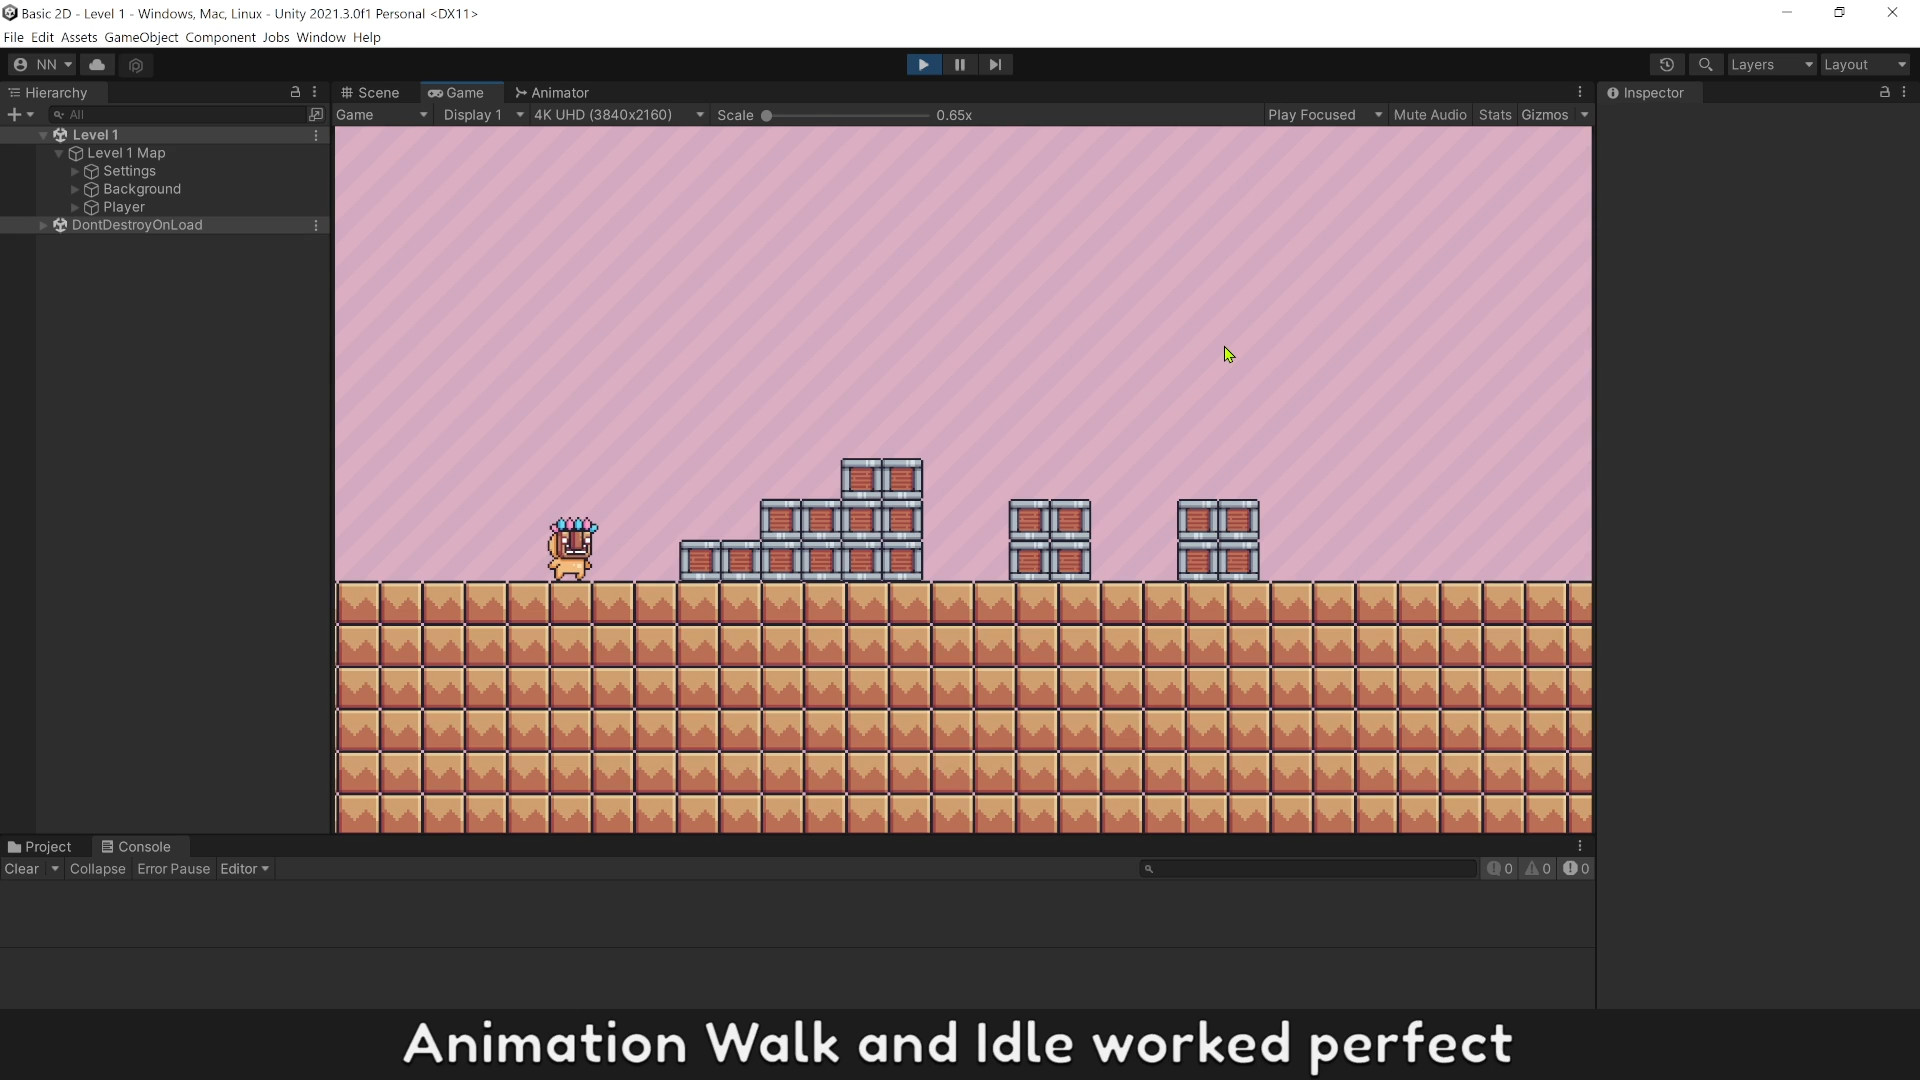 Basic 2D - Level 1 - Windows, Mac, Linux - Unity 2021.3.0f1 Personal <DX11>
File Edit Assets GameObject Component Jobs Window Help
NN
Layers
Layout
Hierarchy
Scene
Game
Animator
Inspector
All
Game
Display 1
4K UHD (3840x2160)
Scale
0.65x
Play Focused
Mute Audio
Stats
Gizmos
Level 1
Level 1 Map
Settings
Background
Player
DontDestroyOnLoad
Project
Console
Clear
Collapse
Error Pause
Editor
0
0
0
Animation Walk and Idle worked perfect